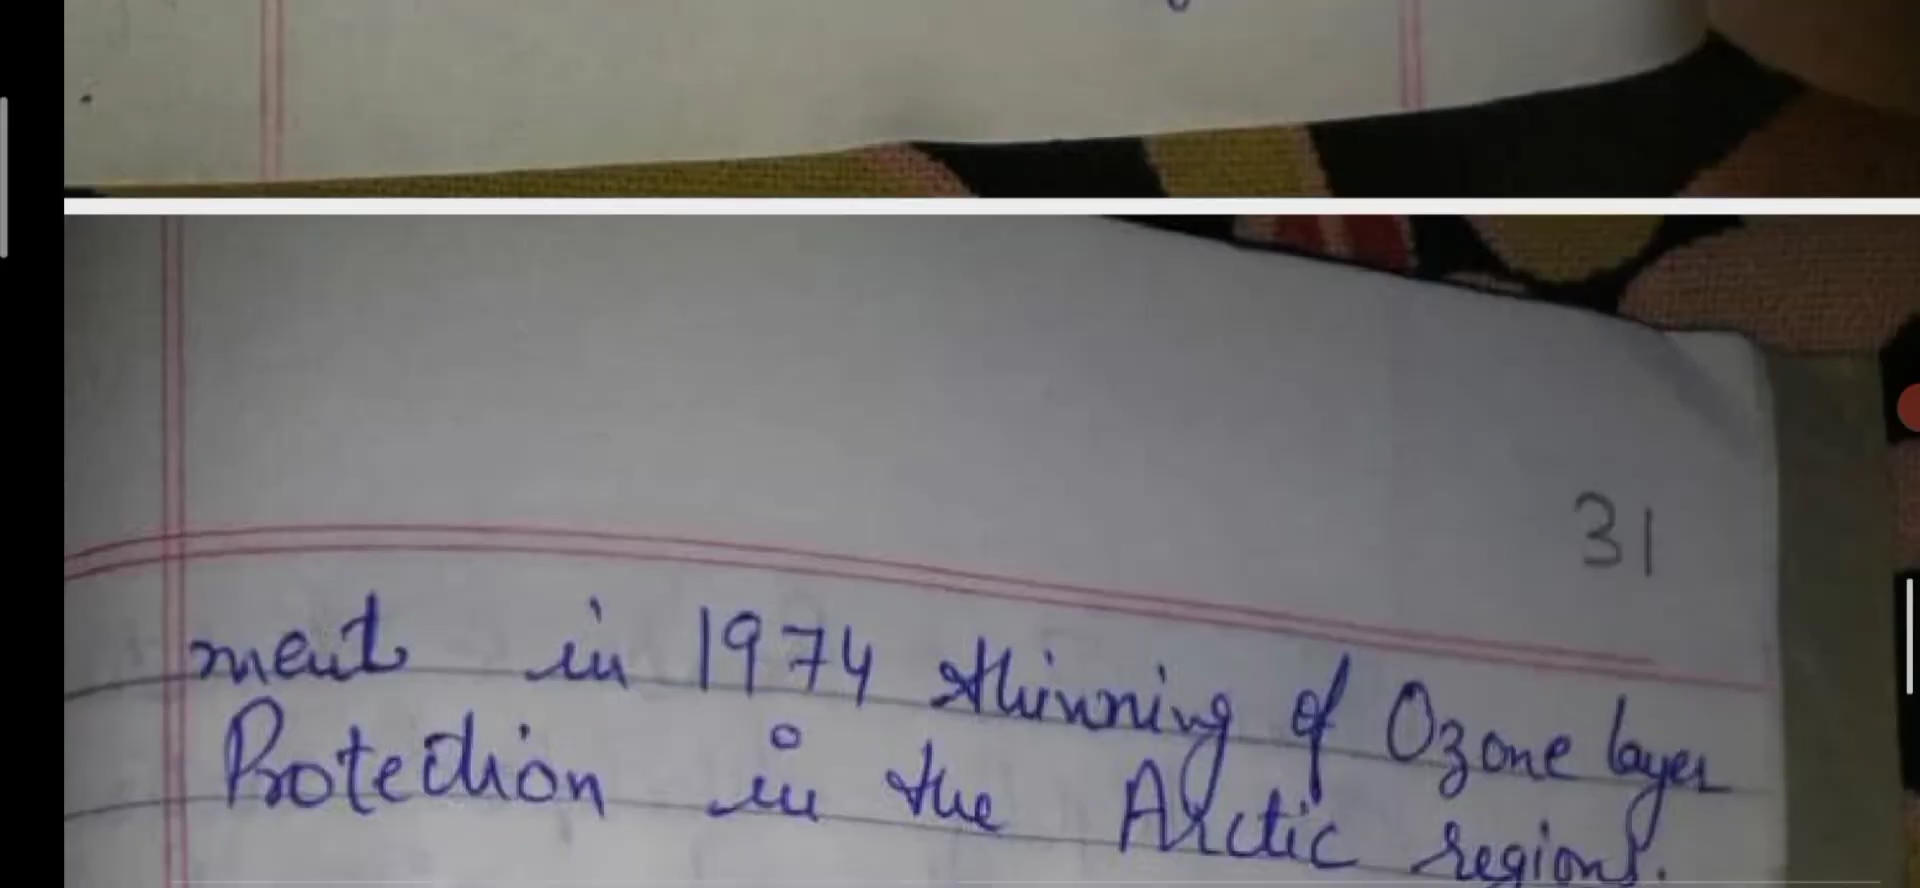 31
ment in 1974 thinning of Ozone layer
Protection in the Arctic regions.